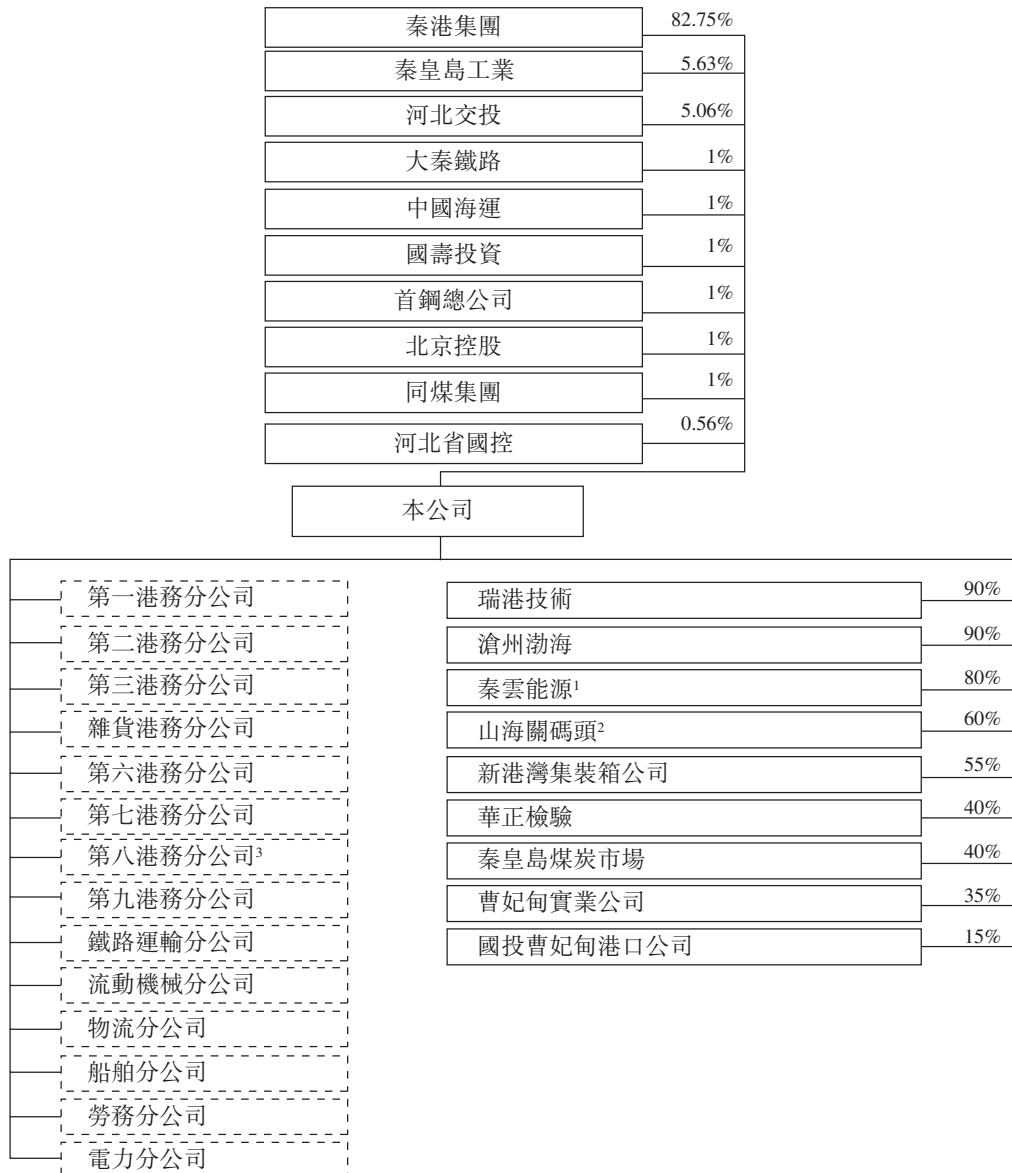 秦港集團 82.75%
秦皇島工業 5.63%
河北交投 5.06%
大秦鐵路 1%
中國海運 1%
國壽投資 1%
首鋼總公司 1%
北京控股 1%
同煤集團 1%
河北省國控 0.56%
本公司
第一港務分公司
第二港務分公司
第三港務分公司
雜貨港務分公司
第六港務分公司
第七港務分公司
第八港務分公司3
第九港務分公司
鐵路運輸分公司
流動機械分公司
物流分公司
船舶分公司
勞務分公司
電力分公司
瑞港技術 90%
滄州渤海 90%
秦雲能源1 80%
山海關碼頭2 60%
新港灣集裝箱公司 55%
華正檢驗 40%
秦皇島煤炭市場 40%
曹妃甸實業公司 35%
國投曹妃甸港口公司 15%